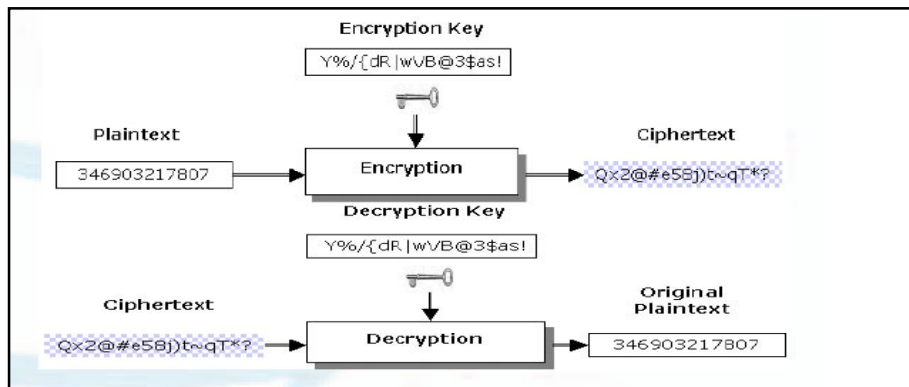 Encryption Key
Y%/{dR|wVB@3$as!
Plaintext
Ciphertext
346903217807
Encryption
Qx2@#e58j)t~qT*?
Decryption Key
Y%/{dR|wVB@3$as!
Ciphertext
Original
Plaintext
Qx2@#e58j)t~qT*?
Decryption
346903217807